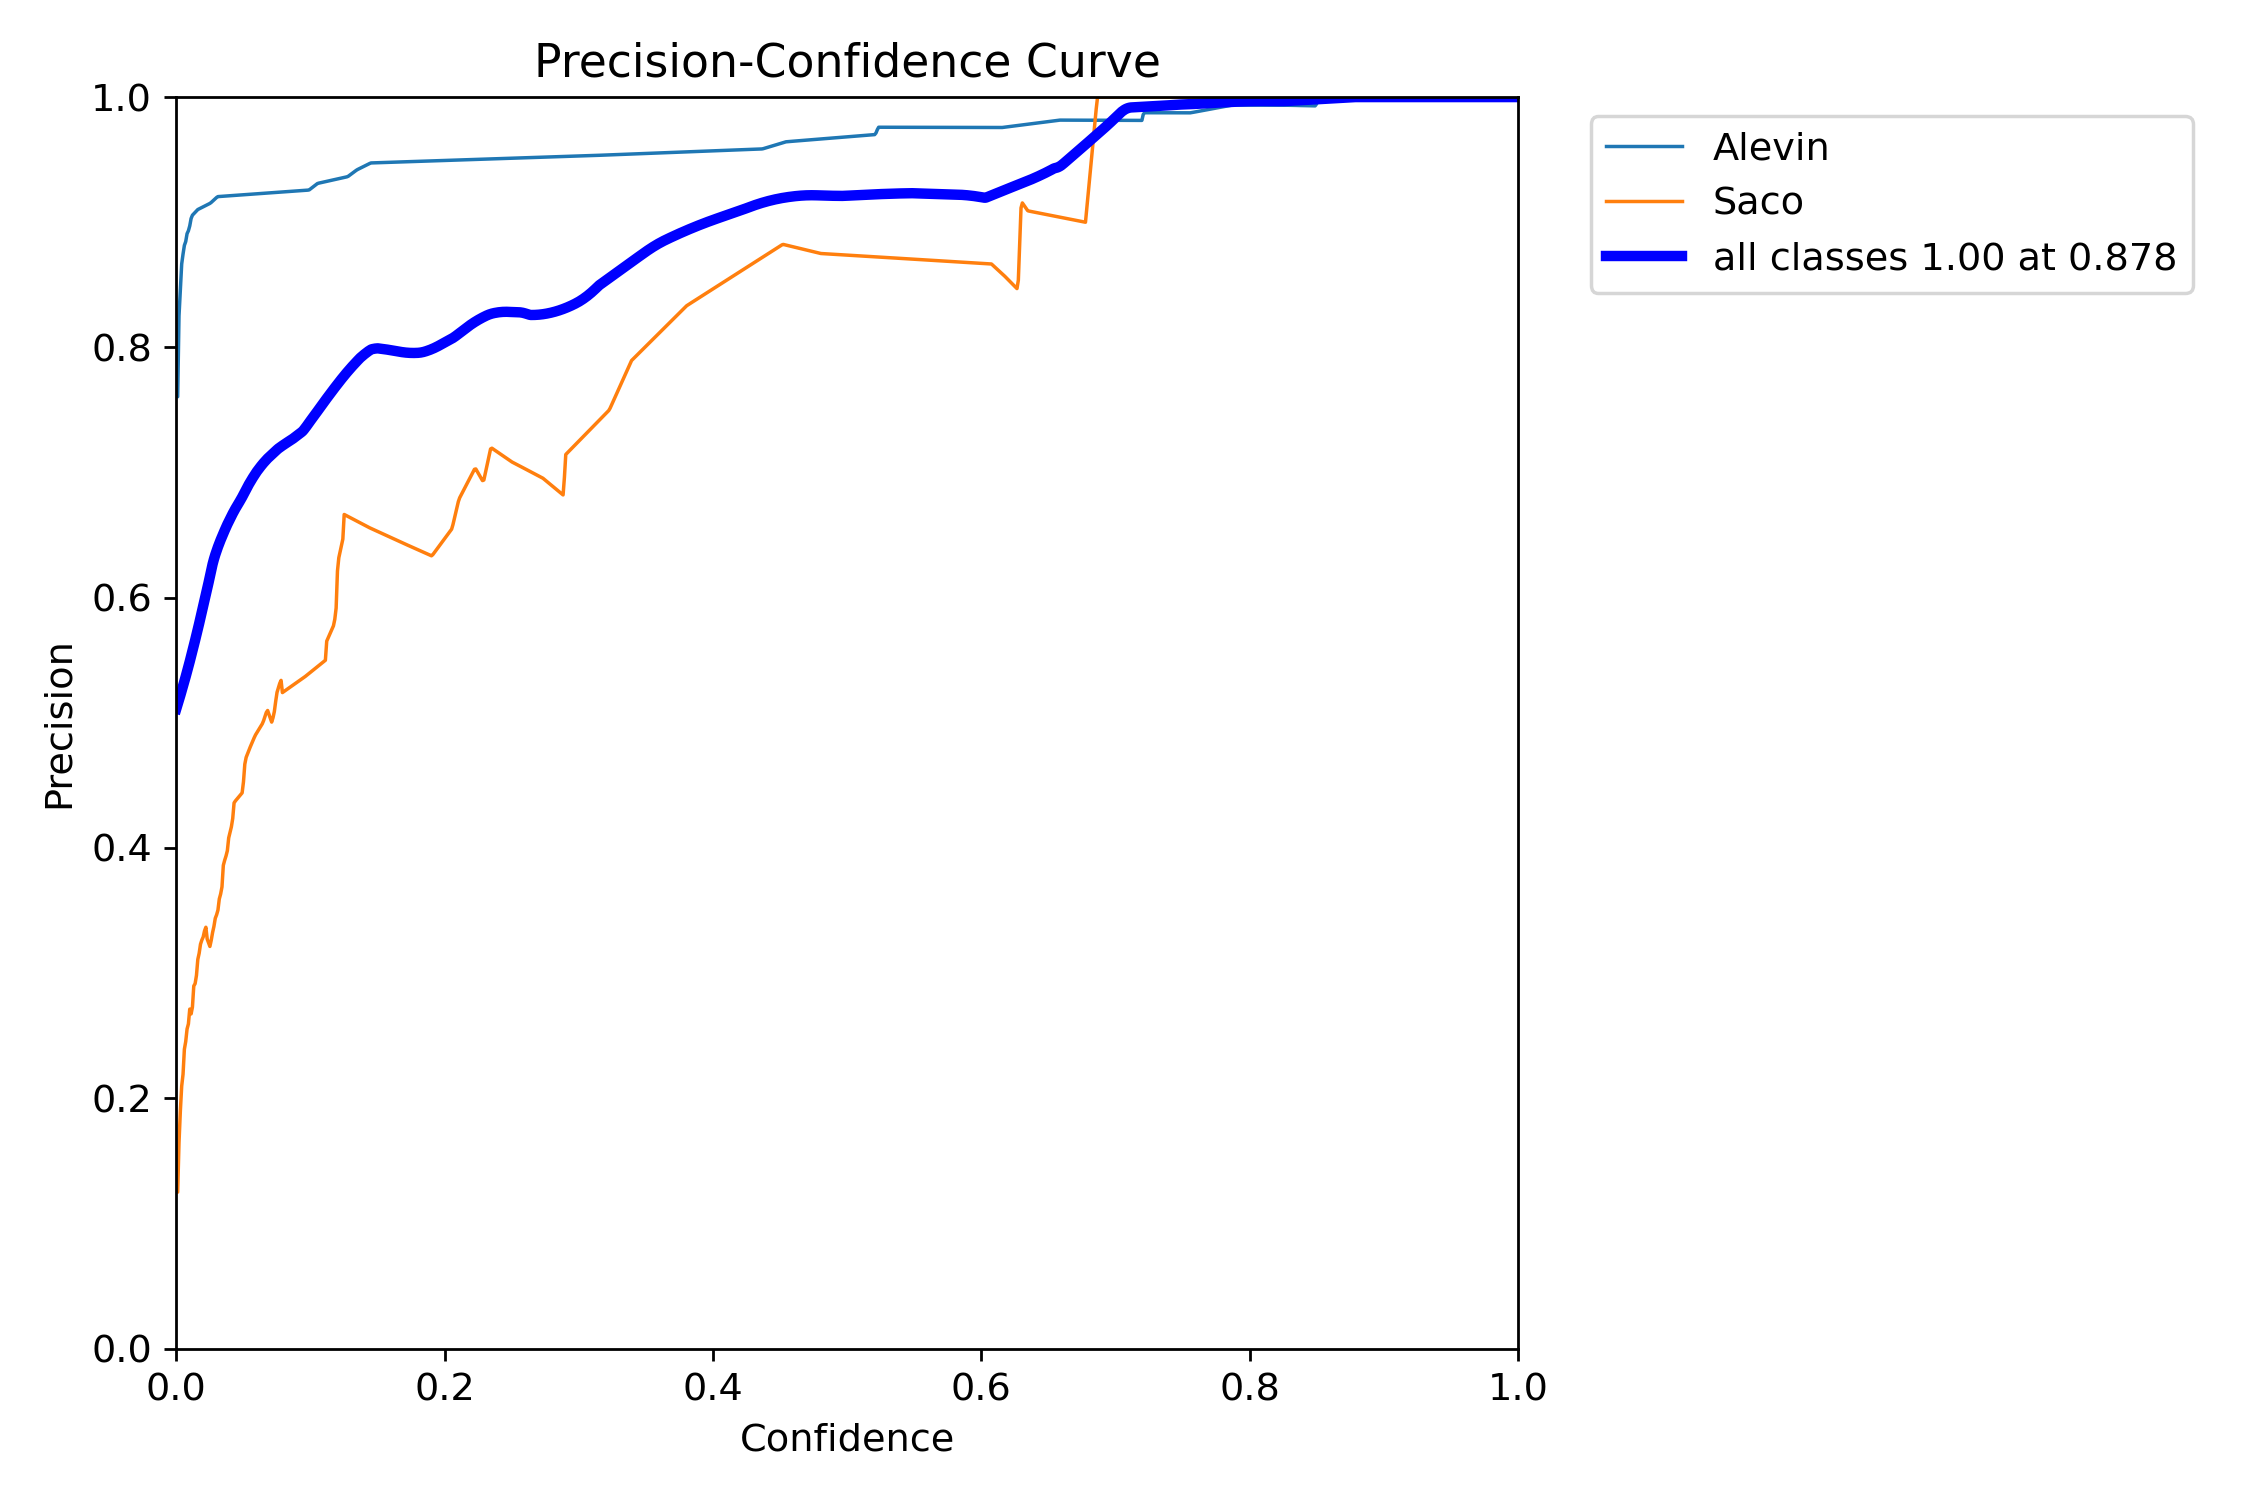 Precision-Confidence Curve
1.0
0.8
0.6
0.4
0.2
0.0
Precision
0.0 0.2 0.4 0.6 0.8 1.0
Confidence
Alevin
Saco
all classes 1.00 at 0.878